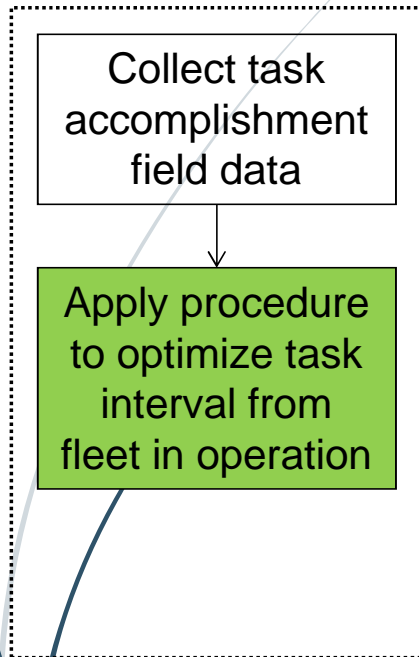 Collect task
accomplishment
field data
Apply procedure
to optimize task
interval from
fleet in operation